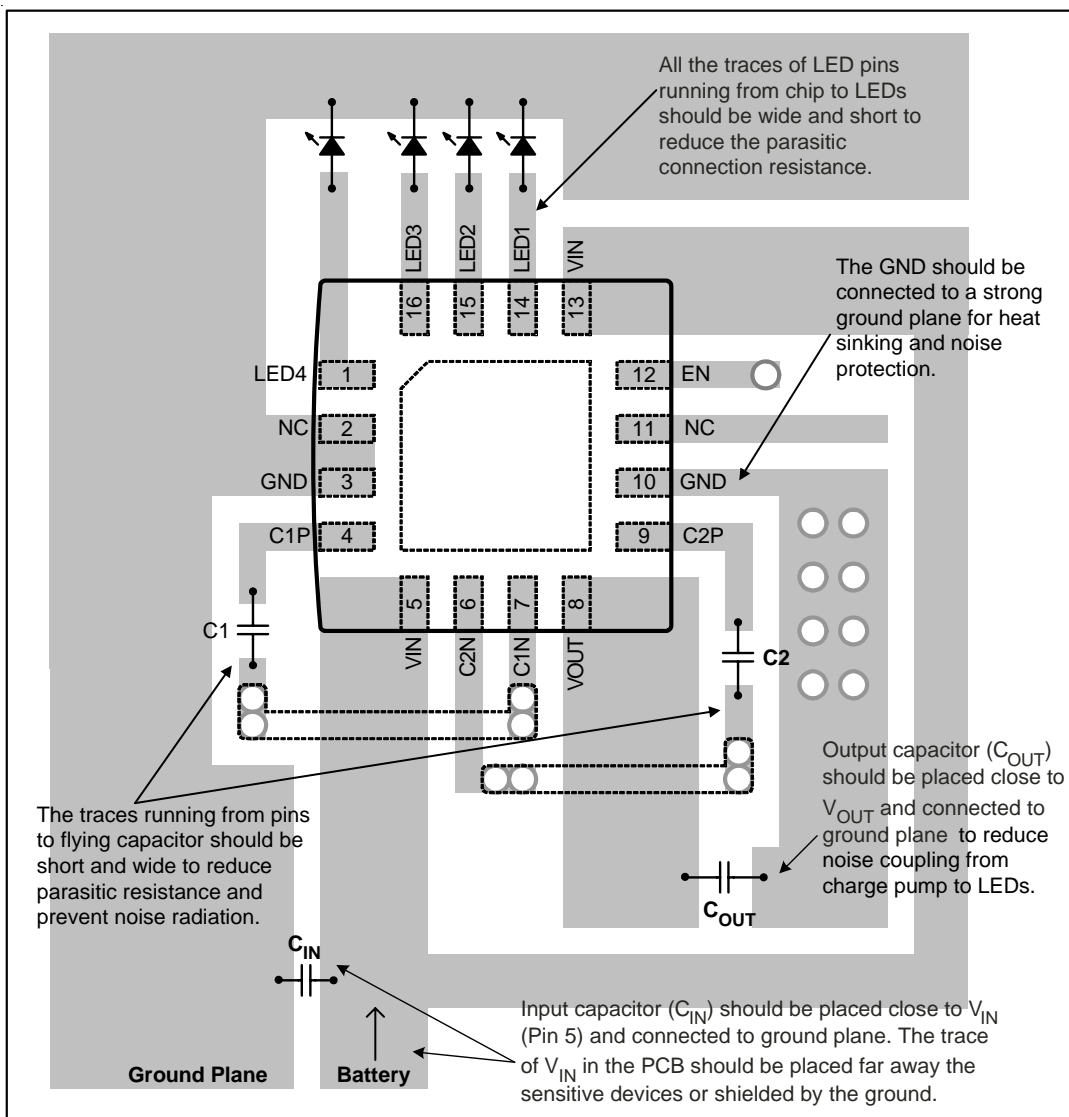 All the traces of LED pins
running from chip to LEDs
should be wide and short to
reduce the parasitic
connection resistance.
LED3
LED2
LED1
VIN
The GND should be
connected to a strong
ground plane for heat
sinking and noise
protection.
16
15
14
13
LED4
1
12
EN
NC
2
11
NC
GND
3
10
GND
C1P
4
9
C2P
5
6
7
8
VIN
C2N
C1N
VOUT
C1
C2
Output capacitor (COUT)
should be placed close to
VOUT and connected to
ground plane to reduce
noise coupling from
charge pump to LEDs.
The traces running from pins
to flying capacitor should be
short and wide to reduce
parasitic resistance and
prevent noise radiation.
COUT
CIN
Input capacitor (CIN) should be placed close to VIN
(Pin 5) and connected to ground plane. The trace
of VIN in the PCB should be placed far away the
sensitive devices or shielded by the ground.
Ground Plane
Battery